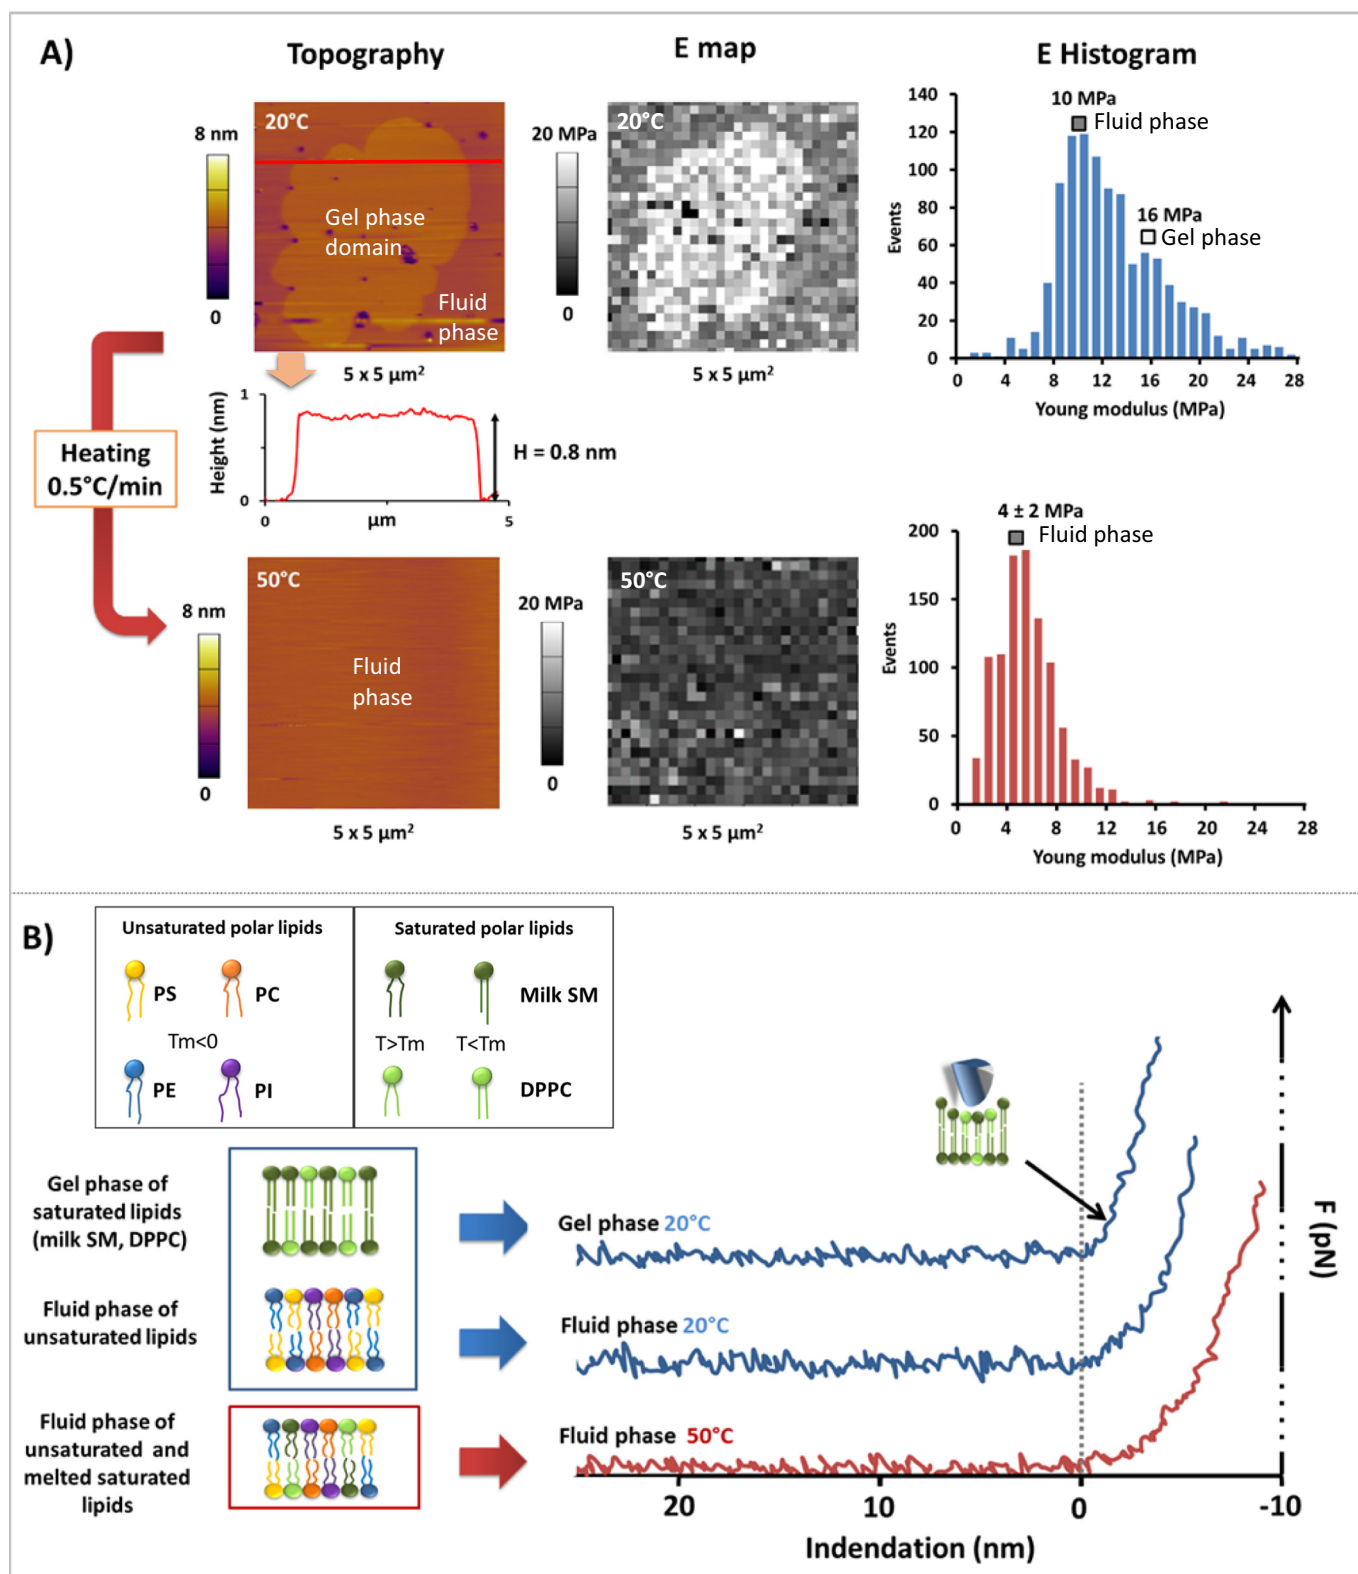 A)
Topography
E map
E Histogram
8 nm
0
20°C
Gel phase
domain
Fluid
phase
5 x 5 µm²
20 MPa
0
20°C
5 x 5 µm²
140
120
100
80
60
40
20
0
Events
10 MPa
Fluid phase
16 MPa
Gel phase
0 4 8 12 16 20 24 28
Young modulus (MPa)
Heating
0.5°C/min
Height (nm)
1
0
0 µm 5
H = 0.8 nm
8 nm
0
50°C
Fluid
phase
5 x 5 µm²
20 MPa
0
50°C
5 x 5 µm²
200
150
100
50
0
Events
4 ± 2 MPa
Fluid phase
0 4 8 12 16 20 24 28
Young modulus (MPa)
B)
Unsaturated polar lipids
PS PC
Tm<0
PE PI
Saturated polar lipids
Milk SM
T>Tm T<Tm
DPPC
Gel phase of
saturated lipids
(milk SM, DPPC)
Fluid phase of
unsaturated lipids
Fluid phase of
unsaturated and
melted saturated
lipids
Gel phase 20°C
Fluid phase 20°C
Fluid phase 50°C
F (pN)
20 10 0 -10
Indendation (nm)